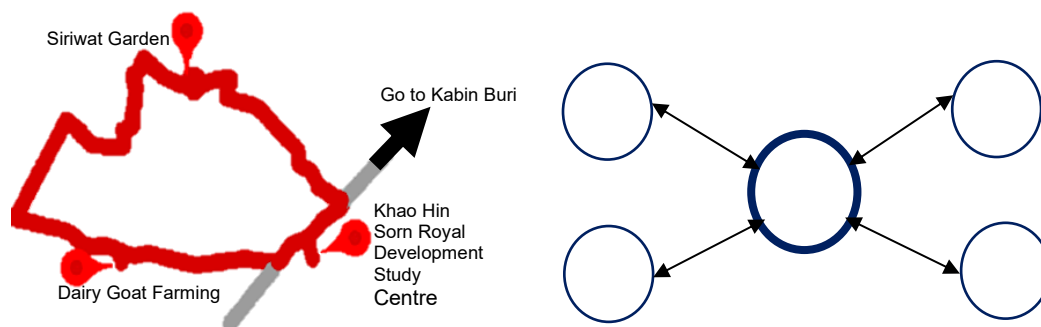 Siriwat Garden
Go to Kabin Buri
Khao Hin
Sorn Royal
Development
Study
Centre
Dairy Goat Farming